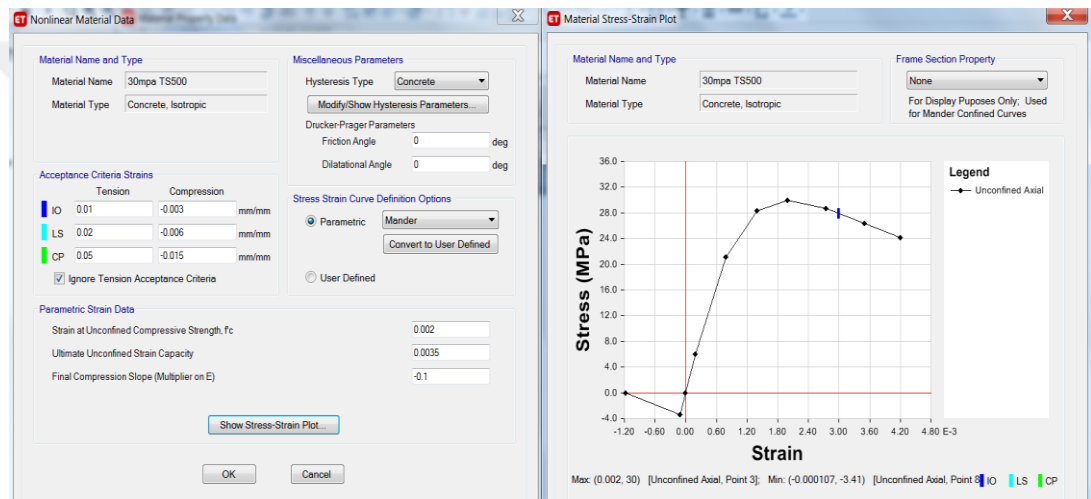 ET Nonlinear Material Data
Material Name and Type
Material Name 30mpa TS500
Material Type Concrete, Isotropic
Miscellaneous Parameters
Hysteresis Type Concrete
Modify/Show Hysteresis Parameters...
Drucker-Prager Parameters
Friction Angle 0 deg
Dilatational Angle 0 deg
Acceptance Criteria Strains
Tension Compression
IO 0.01 -0.003 mm/mm
LS 0.02 -0.006 mm/mm
CP 0.05 -0.015 mm/mm
Ignore Tension Acceptance Criteria
Stress Strain Curve Definition Options
Parametric Mander
Convert to User Defined
User Defined
Parametric Strain Data
Strain at Unconfined Compressive Strength, f'c 0.002
Ultimate Unconfined Strain Capacity 0.0035
Final Compression Slope (Multiplier on E) -0.1
Show Stress-Strain Plot...
OK Cancel
ET Material Stress-Strain Plot X
Material Name and Type
Material Name 30mpa TS500
Material Type Concrete, Isotropic
Frame Section Property
None
For Display Puposes Only; Used
for Mander Confined Curves
36.0
32.0
28.0
24.0
20.0
16.0
12.0
8.0
4.0
0.0
-4.0
Stress (MPa)
-1.20 -0.60 0.00 0.60 1.20 1.80 2.40 3.00 3.60 4.20 4.80 E-3
Strain
Legend
Unconfined Axial
Max: (0.002, 30) [Unconfined Axial, Point 3]; Min: (-0.000107, -3.41) [Unconfined Axial, Point 8 IO LS CP